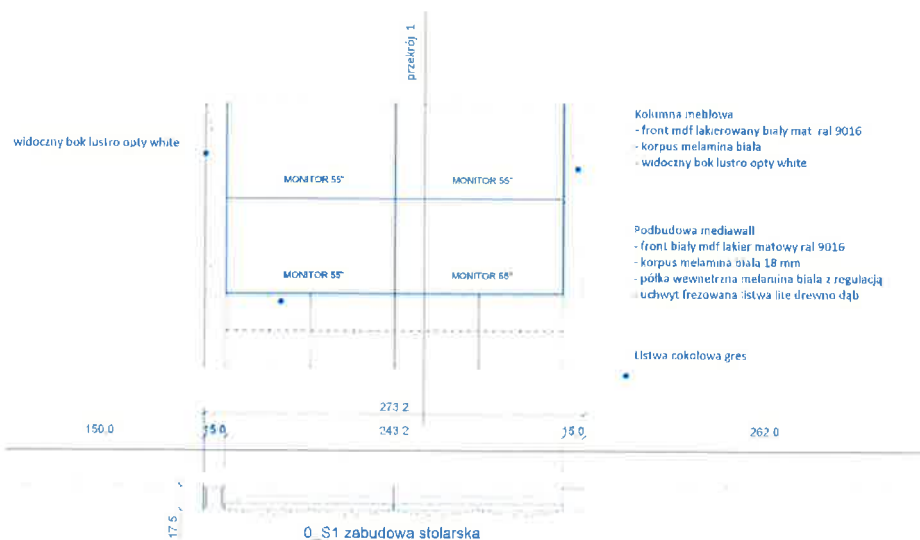 przekrój 1
widoczny bok lustro opty white
MONITOR 55"
MONITOR 55"
MONITOR 55"
MONITOR 55"
Kolumna meblowa
- front mdf lakierowany biały mat ral 9016
- korpus melamina biała
- widoczny bok lustro opty white
Podbudowa mediawall
- front biały mdf lakier matowy ral 9016
- korpus melamina biała 18 mm
- półka wewnetrzna melamina biała z regulacją
- uchwyt frezowana listwa lite drewno dąb
Listwa cokolowa gres
273.2
150,0
15.0
243.2
15.0
262.0
17.5
0_S1 zabudowa stolarska